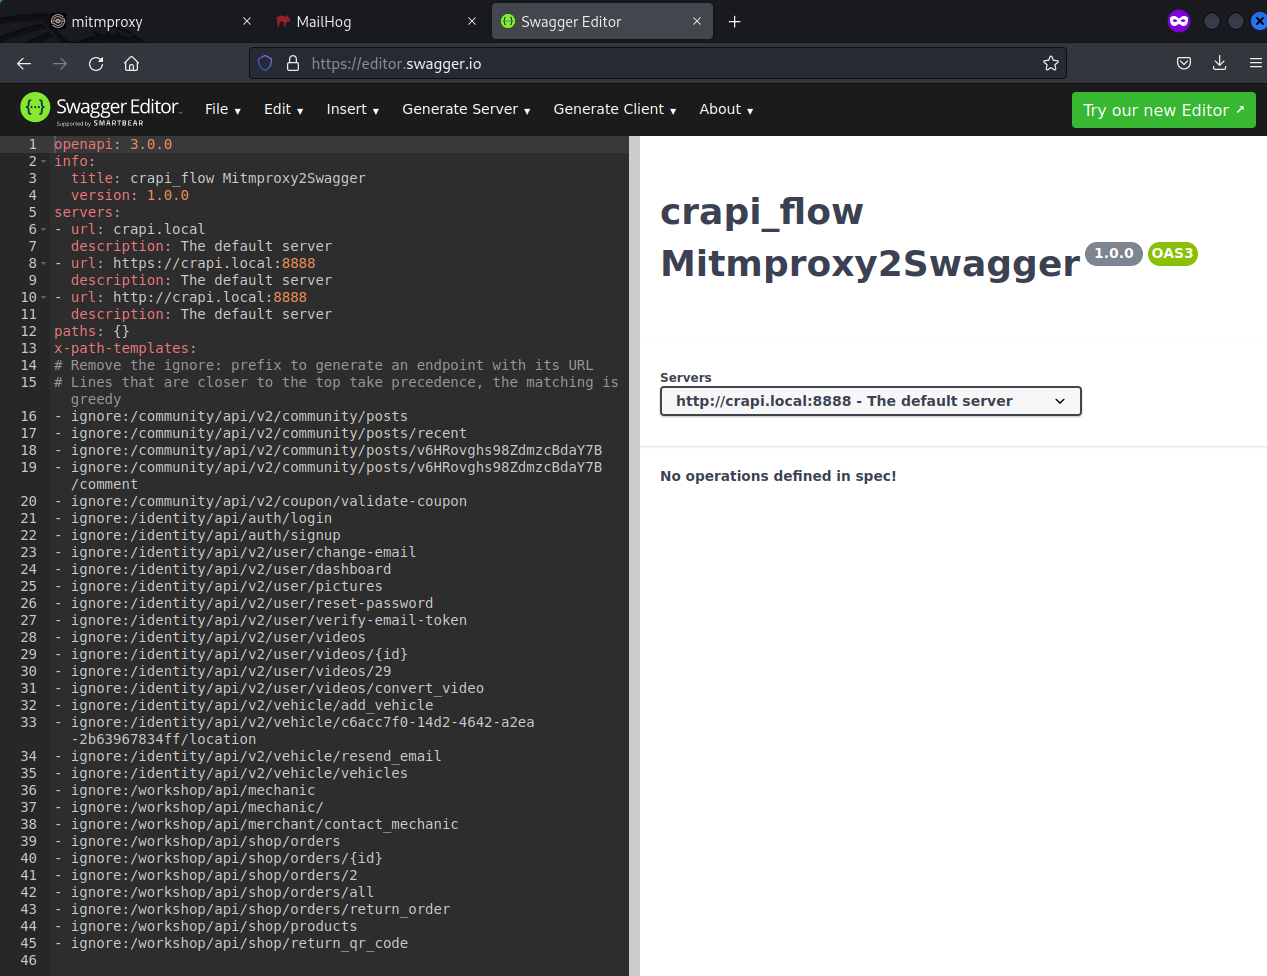 mitmproxy
MailHog
Swagger Editor
https://editor.swagger.io
Swagger Editor
Supported by SMARTBEAR
File
Edit
Insert
Generate Server
Generate Client
About
Try our new Editor
1 openapi: 3.0.0
2 info:
3 title: crapi_flow Mitmproxy2Swagger
4 version: 1.0.0
5 servers:
6 - url: crapi.local
7 description: The default server
8 - url: https://crapi.local:8888
9 description: The default server
10 - url: http://crapi.local:8888
11 description: The default server
12 paths: {}
13 x-path-templates:
14 # Remove the ignore: prefix to generate an endpoint with its URL
15 # Lines that are closer to the top take precedence, the matching is
greedy
16 - ignore:/community/api/v2/community/posts
17 - ignore:/community/api/v2/community/posts/recent
18 - ignore:/community/api/v2/community/posts/v6HRovghs98ZdmzcBdaY7B
19 - ignore:/community/api/v2/community/posts/v6HRovghs98ZdmzcBdaY7B
/comment
20 - ignore:/community/api/v2/coupon/validate-coupon
21 - ignore:/identity/api/auth/login
22 - ignore:/identity/api/auth/signup
23 - ignore:/identity/api/v2/user/change-email
24 - ignore:/identity/api/v2/user/dashboard
25 - ignore:/identity/api/v2/user/pictures
26 - ignore:/identity/api/v2/user/reset-password
27 - ignore:/identity/api/v2/user/verify-email-token
28 - ignore:/identity/api/v2/user/videos
29 - ignore:/identity/api/v2/user/videos/{id}
30 - ignore:/identity/api/v2/user/videos/29
31 - ignore:/identity/api/v2/user/videos/convert_video
32 - ignore:/identity/api/v2/vehicle/add_vehicle
33 - ignore:/identity/api/v2/vehicle/c6acc7f0-14d2-4642-a2ea
-2b63967834ff/location
34 - ignore:/identity/api/v2/vehicle/resend_email
35 - ignore:/identity/api/v2/vehicle/vehicles
36 - ignore:/workshop/api/mechanic
37 - ignore:/workshop/api/mechanic/
38 - ignore:/workshop/api/merchant/contact_mechanic
39 - ignore:/workshop/api/shop/orders
40 - ignore:/workshop/api/shop/orders/{id}
41 - ignore:/workshop/api/shop/orders/2
42 - ignore:/workshop/api/shop/orders/all
43 - ignore:/workshop/api/shop/orders/return_order
44 - ignore:/workshop/api/shop/products
45 - ignore:/workshop/api/shop/return_qr_code
46
crapi_flow
Mitmproxy2Swagger 1.0.0 OAS3
Servers
http://crapi.local:8888 - The default server
No operations defined in spec!